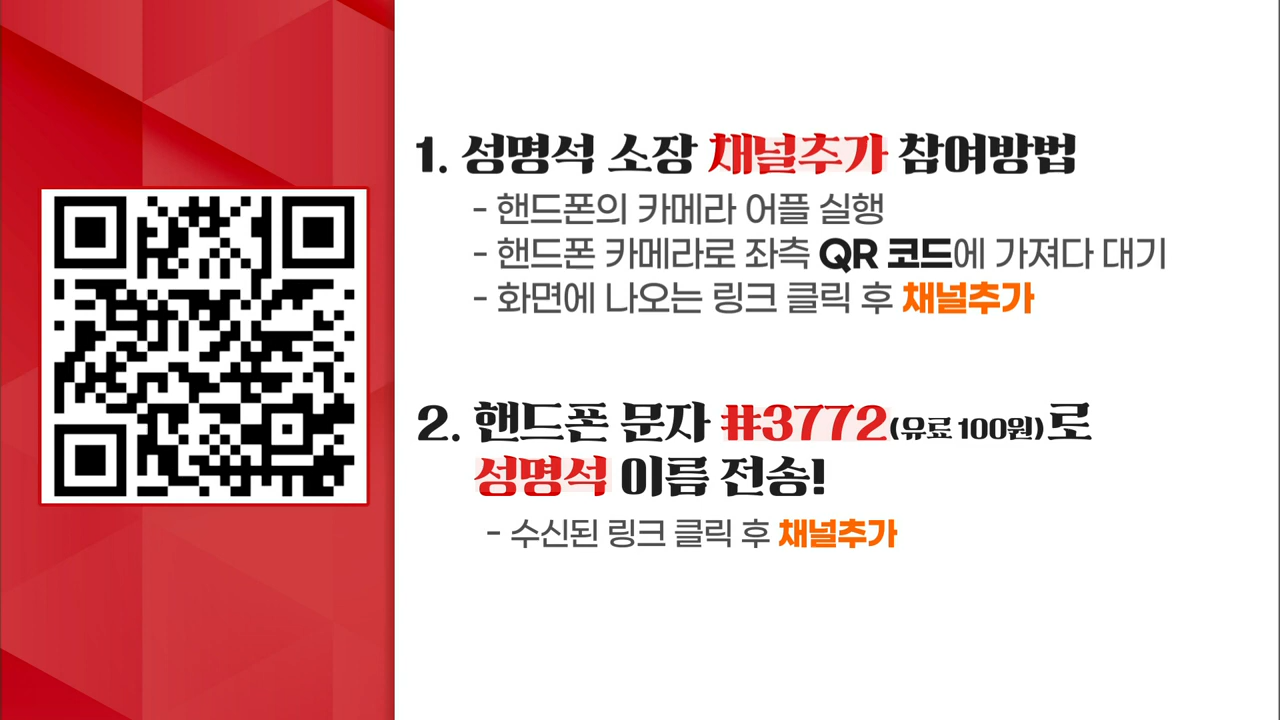 1. 성명석 소장 채널추가 참여방법
- 핸드폰의 카메라 어플 실행
- 핸드폰 카메라로 좌측 QR 코드에 가져다 대기
- 화면에 나오는 링크 클릭 후 채널추가
2. 핸드폰 문자 #3772(유료 100원)로
성명석 이름 전송!
- 수신된 링크 클릭 후 채널추가